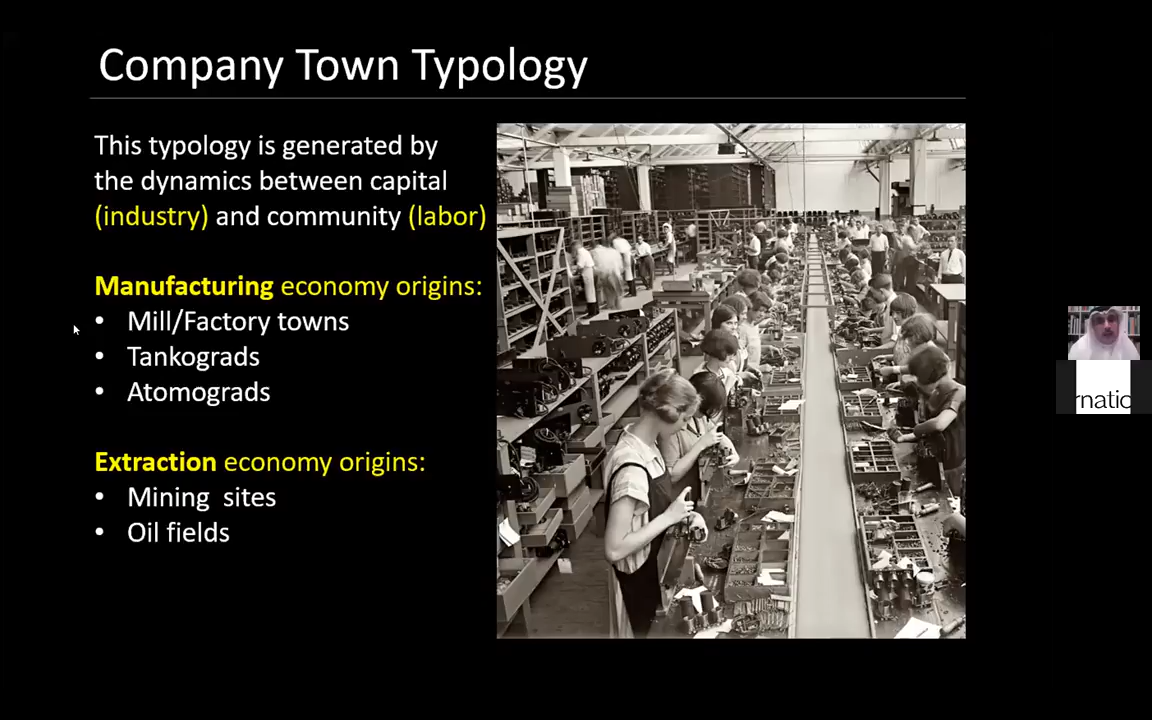 Company Town Typology
This typology is generated by
the dynamics between capital
(industry) and community (labor)
Manufacturing economy origins:
• Mill/Factory towns
• Tankograds
• Atomograds
Extraction economy origins:
• Mining sites
• Oil fields
rnatic